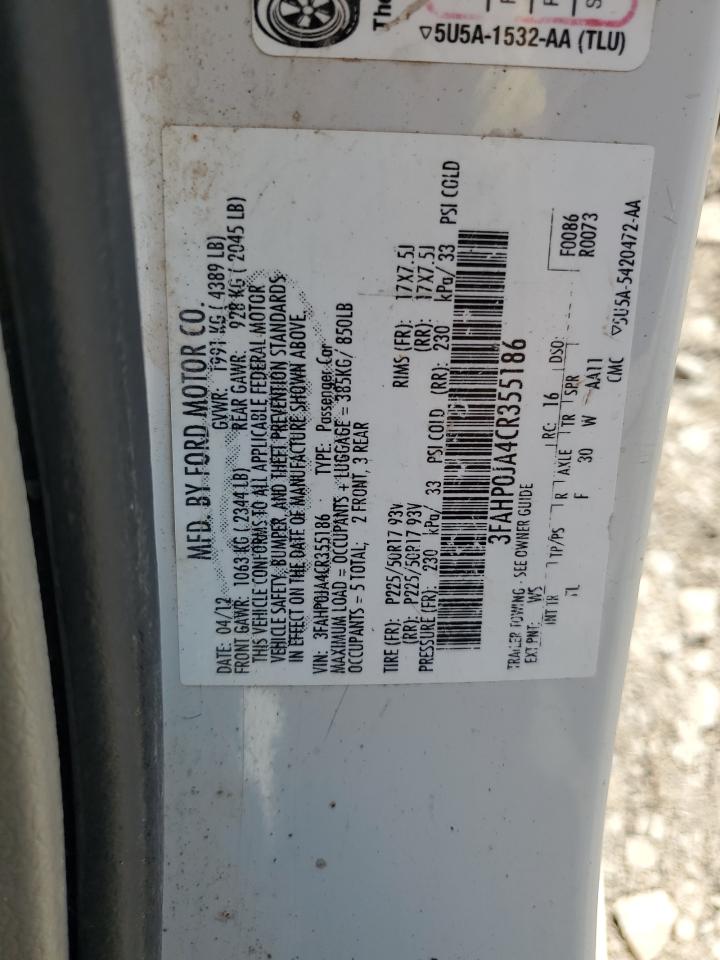 The
▽5U5A-1532-AA (TLU)
MFD. BY FORD MOTOR CO.
DATE: 04/12 GVWR: 1991 KG ( 4389 LB)
FRONT GAWR: 1063 KG ( 2344 LB) REAR GAWR: 928 KG ( 2045 LB)
THIS VEHICLE CONFORMS TO ALL APPLICABLE FEDERAL MOTOR
VEHICLE SAFETY, BUMPER, AND THEFT PREVENTION STANDARDS
IN EFFECT ON THE DATE OF MANUFACTURE SHOWN ABOVE.
VIN: 3FAHP0JA4CR355186 TYPE: Passenger Car
MAXIMUM LOAD = OCCUPANTS + LUGGAGE = 385KG/ 850LB
OCCUPANTS = 5 TOTAL; 2 FRONT, 3 REAR
TIRE (FR): P225/50R17 93V RIMS (FR): 17X7.5J
(RR): P225/50R17 93V (RR): 17X7.5J
PRESSURE (FR): 230 kPa/ 33 PSI COLD (RR): 230 kPa/ 33 PSI COLD
3FAHP0JA4CR355186
TRAILER TOWING - SEE OWNER GUIDE
EXT PNT: W5 RC: 16 DSO: F0086
R0073
INT TR TP/PS R AXLE TR SPR
F 30 W AA11
CMC ▽5U5A-5420472-AA